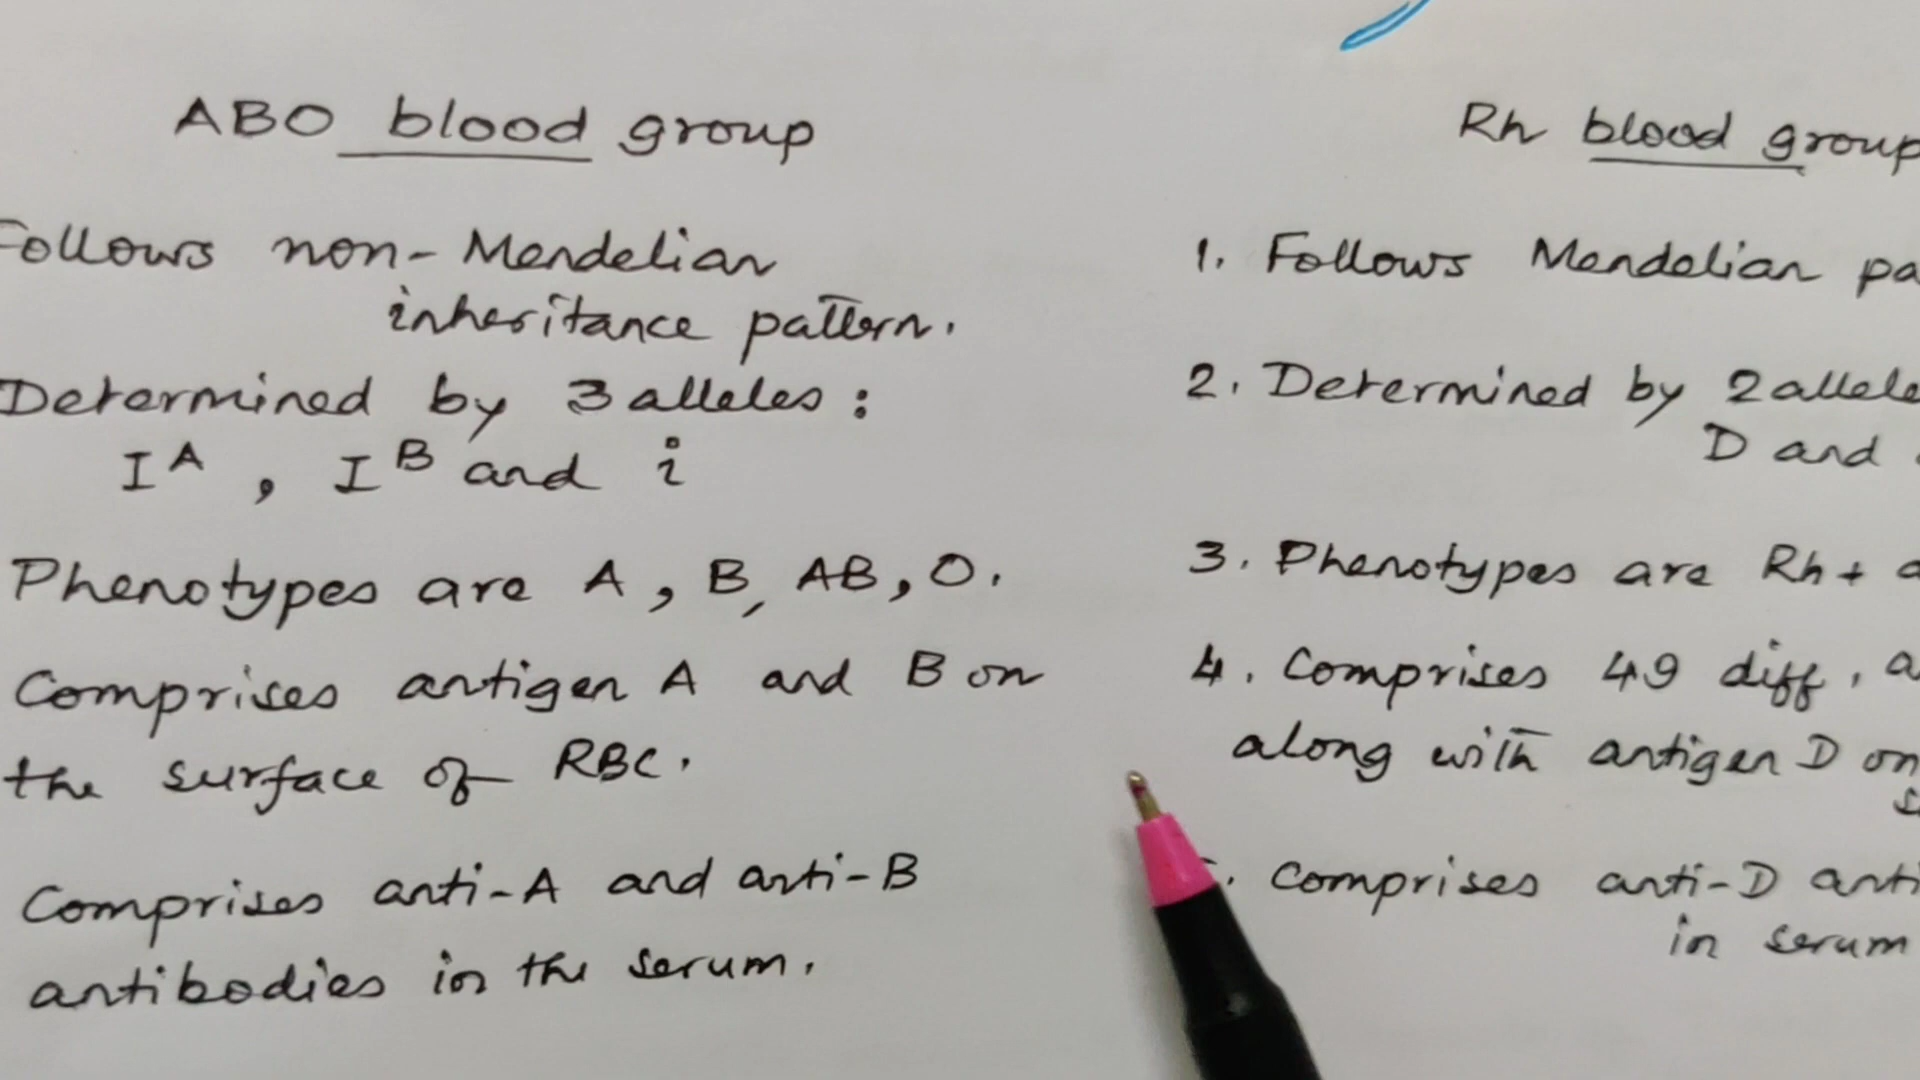 ABO blood group
Follows non-Mendelian
inheritance pattern.
Determined by 3 alleles:
I^A, I^B and i
Phenotypes are A, B, AB, O.
Comprises antigen A and B on
the surface of RBC.
Comprises anti-A and anti-B
antibodies in the serum.
Rh blood group
1. Follows Mendelian pa
2. Determined by 2 allele
D and
3. Phenotypes are Rh+
4. Comprises 49 diff, a
along with antigen D on
s
. Comprises anti-D anti
in serum